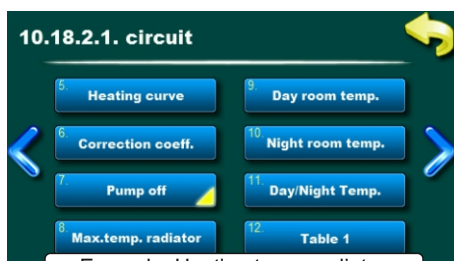 10.18.2.1. circuit
5. Heating curve
6. Correction coeff.
7. Pump off
8. Max.temp. radiator
9. Day room temp.
10. Night room temp.
11. Day/Night Temp.
12. Table 1